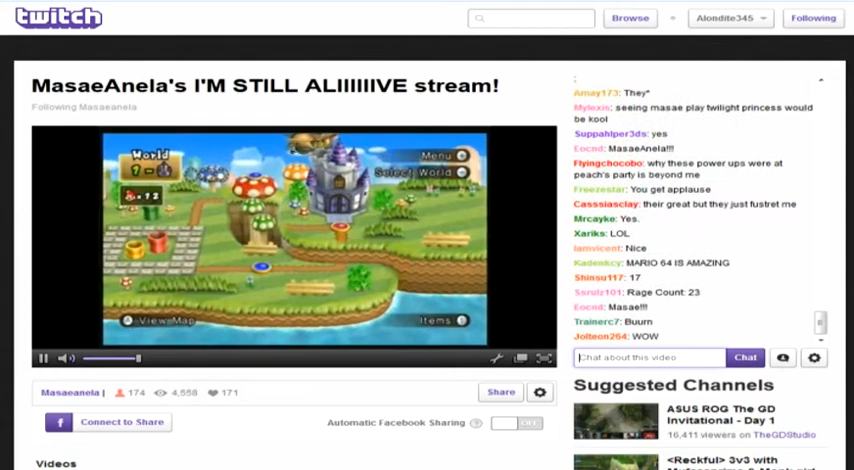 twitch
Browse
Alondite345
Following
MasaeAnela's I'M STILL ALIIIIIIVE stream!
Following Masaeanela
World
1 -
x 12
Menu
Select World
View Map
Items
:
Amay173: They*
Mylexis: seeing masae play twilight princess would
be kool
Suppahlper3ds: yes
Eocnd: MasaeAnela!!!
Flyingchocobo: why these power ups were at
peach's party is beyond
me
Freezestar: You get applause
Casssiasclay: their great but they just fustret me
Mrcayke: Yes.
Xariks: LOL
Iamvicent: Nice
Kadenkcy: MARIO 64 IS AMAZING
Shinsu117: 17
Ssrulz101: Rage Count: 23
Eocnd: Masae!!!
Trainerc7: Buurn
Jolteon264: WOW
Chat about this video
Chat
Masaeanela | 174 4,558 171
Share
f Connect to Share
Automatic Facebook Sharing ? OFF
Videos
Suggested Channels
ASUS ROG The GD
Invitational - Day 1
16,411 viewers on TheGDStudio
<Reckful> 3v3 with